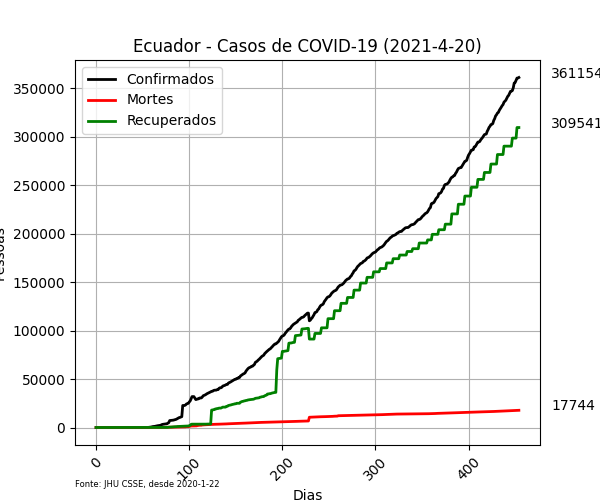 Ecuador - Casos de COVID-19 (2021-4-20)
Confirmados
Mortes
Recuperados
361154
309541
17744
350000
300000
250000
200000
150000
100000
50000
0
0
100
200
300
400
Fonte: JHU CSSE, desde 2020-1-22
Dias